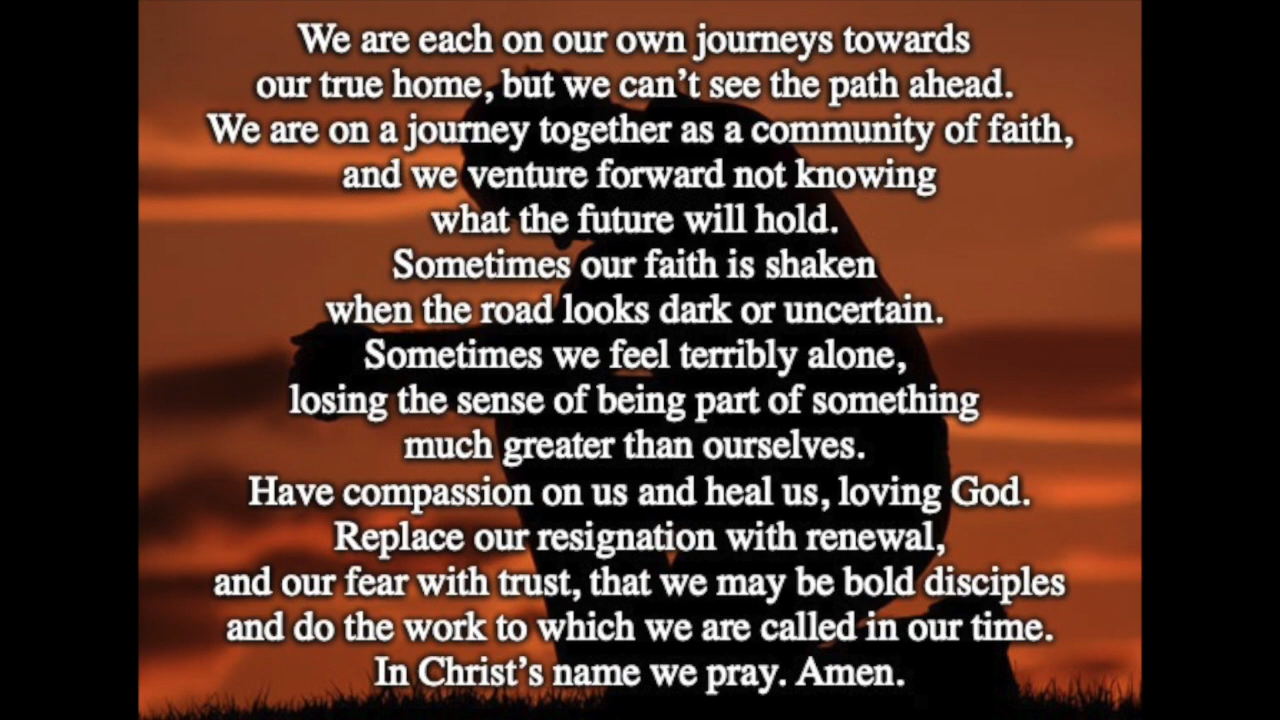 We are each on our own journeys towards
our true home, but we can’t see the path ahead.
We are on a journey together as a community of faith,
and we venture forward not knowing
what the future will hold.
Sometimes our faith is shaken
when the road looks dark or uncertain.
Sometimes we feel terribly alone,
losing the sense of being part of something
much greater than ourselves.
Have compassion on us and heal us, loving God.
Replace our resignation with renewal,
and our fear with trust, that we may be bold disciples
and do the work to which we are called in our time.
In Christ’s name we pray. Amen.